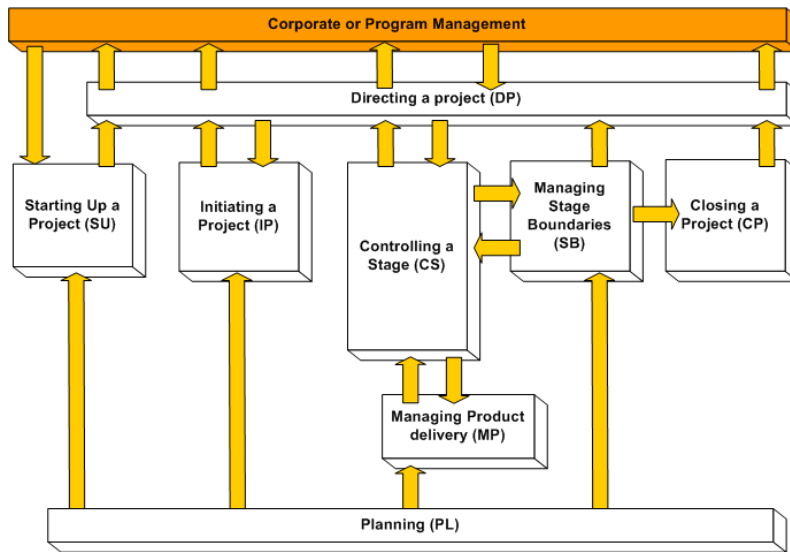 Corporate or Program Management
Directing a project (DP)
Starting Up a
Project (SU)
Initiating a
Project (IP)
Controlling a
Stage (CS)
Managing
Stage
Boundaries
(SB)
Closing a
Project (CP)
Managing Product
delivery (MP)
Planning (PL)